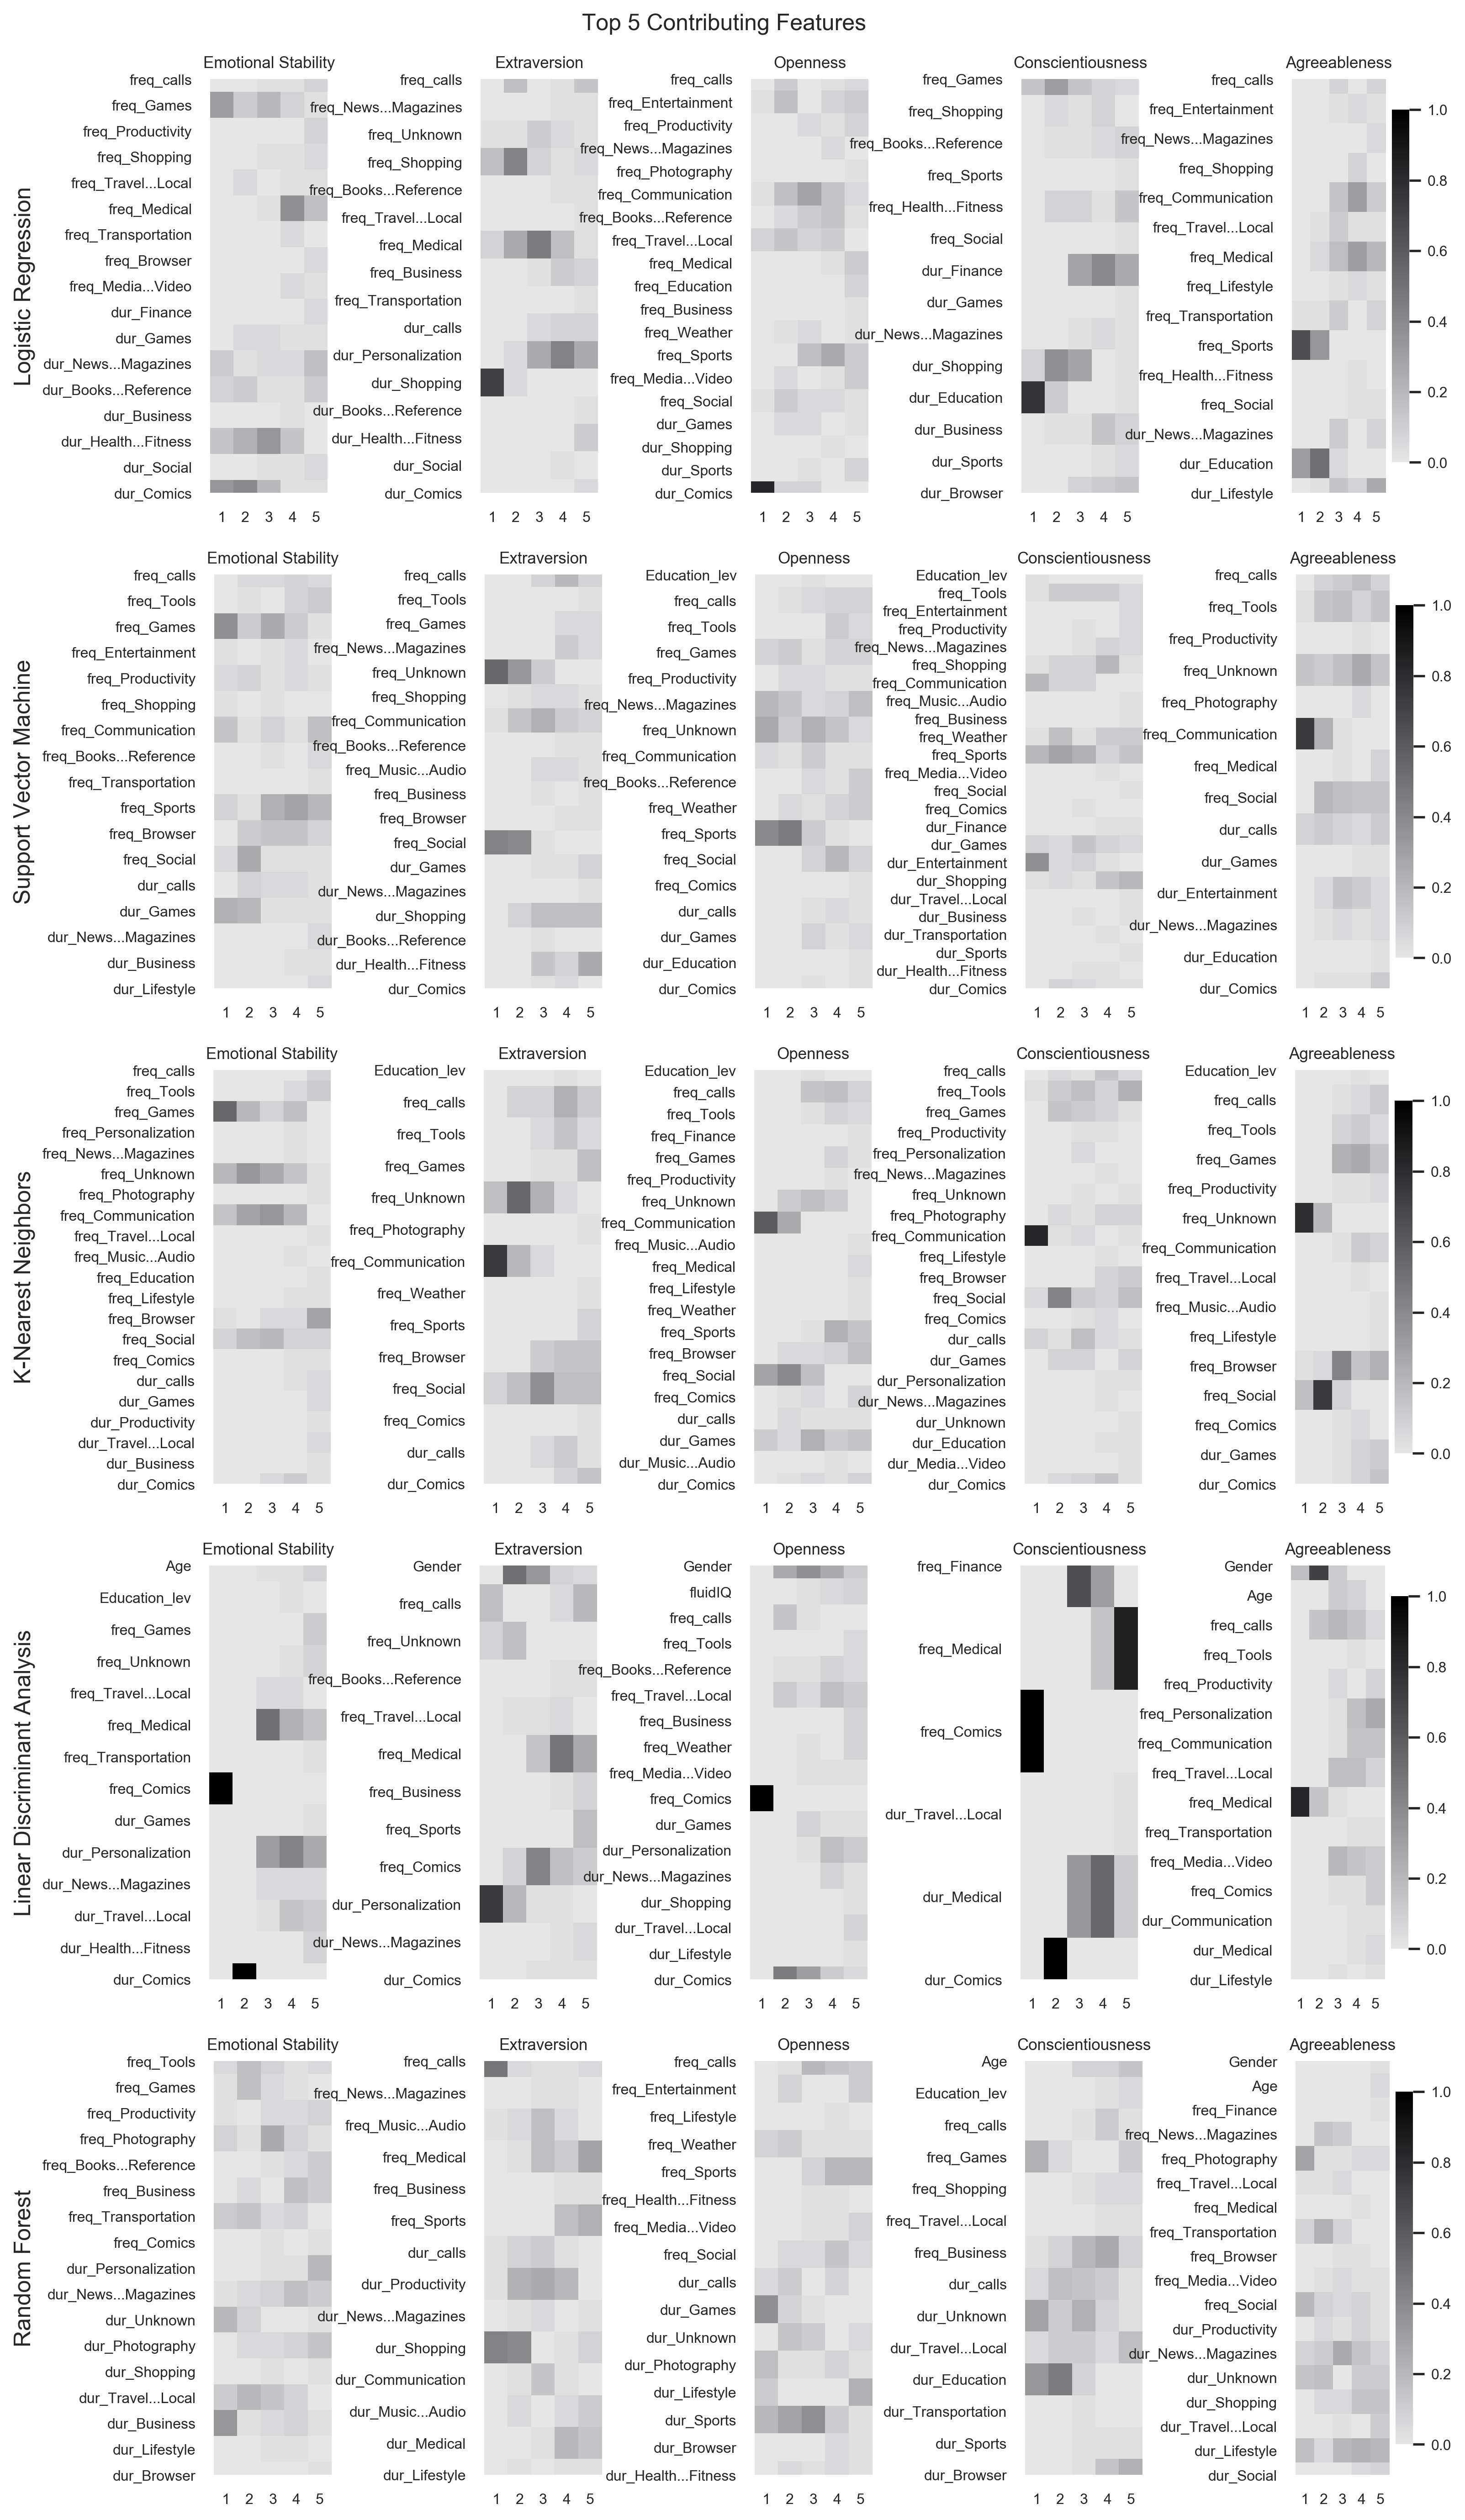 Top 5 Contributing Features
Logistic Regression
Emotional Stability
freq_calls
freq_Games
freq_Productivity
freq_Shopping
freq_Travel...Local
freq_Medical
freq_Transportation
freq_Browser
freq_Media...Video
dur_Finance
dur_Games
dur_News...Magazines
dur_Books...Reference
dur_Business
dur_Health...Fitness
dur_Social
dur_Comics
1 2 3 4 5
Extraversion
freq_calls
freq_News...Magazines
freq_Unknown
freq_Shopping
freq_Books...Reference
freq_Travel...Local
freq_Medical
freq_Business
freq_Transportation
dur_calls
dur_Personalization
dur_Shopping
dur_Books...Reference
dur_Health...Fitness
dur_Social
dur_Comics
1 2 3 4 5
Openness
freq_calls
freq_Entertainment
freq_Productivity
freq_News...Magazines
freq_Photography
freq_Communication
freq_Books...Reference
freq_Travel...Local
freq_Medical
freq_Education
freq_Business
freq_Weather
freq_Sports
freq_Media...Video
freq_Social
dur_Games
dur_Shopping
dur_Sports
dur_Comics
1 2 3 4 5
Conscientiousness
freq_Games
freq_Shopping
freq_Books...Reference
freq_Sports
freq_Health...Fitness
freq_Social
dur_Finance
dur_Games
dur_News...Magazines
dur_Shopping
dur_Education
dur_Business
dur_Sports
dur_Browser
1 2 3 4 5
Agreeableness
freq_calls
freq_Entertainment
freq_News...Magazines
freq_Shopping
freq_Communication
freq_Travel...Local
freq_Medical
freq_Lifestyle
freq_Transportation
freq_Sports
freq_Health...Fitness
freq_Social
dur_News...Magazines
dur_Education
dur_Lifestyle
1 2 3 4 5
1.0
0.8
0.6
0.4
0.2
0.0
Support Vector Machine
Emotional Stability
freq_calls
freq_Tools
freq_Games
freq_Entertainment
freq_Productivity
freq_Shopping
freq_Communication
freq_Books...Reference
freq_Transportation
freq_Sports
freq_Browser
freq_Social
dur_calls
dur_Games
dur_News...Magazines
dur_Business
dur_Lifestyle
1 2 3 4 5
Extraversion
freq_calls
freq_Tools
freq_Games
freq_News...Magazines
freq_Unknown
freq_Shopping
freq_Communication
freq_Books...Reference
freq_Music...Audio
freq_Business
freq_Browser
freq_Social
dur_Games
dur_News...Magazines
dur_Shopping
dur_Books...Reference
dur_Health...Fitness
dur_Comics
1 2 3 4 5
Openness
Education_lev
freq_calls
freq_Tools
freq_Games
freq_Productivity
freq_News...Magazines
freq_Unknown
freq_Communication
freq_Books...Reference
freq_Weather
freq_Sports
freq_Social
freq_Comics
dur_calls
dur_Games
dur_Education
dur_Comics
1 2 3 4 5
Conscientiousness
Education_lev
freq_Tools
freq_Entertainment
freq_Productivity
freq_News...Magazines
freq_Shopping
freq_Communication
freq_Music...Audio
freq_Business
freq_Weather
freq_Sports
freq_Media...Video
freq_Social
freq_Comics
dur_Finance
dur_Games
dur_Entertainment
dur_Shopping
dur_Travel...Local
dur_Business
dur_Transportation
dur_Sports
dur_Health...Fitness
dur_Comics
1 2 3 4 5
Agreeableness
freq_calls
freq_Tools
freq_Productivity
freq_Unknown
freq_Photography
freq_Communication
freq_Medical
freq_Social
dur_calls
dur_Games
dur_Entertainment
dur_News...Magazines
dur_Education
dur_Comics
1 2 3 4 5
1.0
0.8
0.6
0.4
0.2
0.0
K-Nearest Neighbors
Emotional Stability
freq_calls
freq_Tools
freq_Games
freq_Personalization
freq_News...Magazines
freq_Unknown
freq_Photography
freq_Communication
freq_Travel...Local
freq_Music...Audio
freq_Education
freq_Lifestyle
freq_Browser
freq_Social
freq_Comics
dur_calls
dur_Games
dur_Productivity
dur_Travel...Local
dur_Business
dur_Comics
1 2 3 4 5
Extraversion
Education_lev
freq_calls
freq_Tools
freq_Games
freq_Unknown
freq_Photography
freq_Communication
freq_Weather
freq_Sports
freq_Browser
freq_Social
freq_Comics
dur_calls
dur_Comics
1 2 3 4 5
Openness
Education_lev
freq_calls
freq_Tools
freq_Finance
freq_Games
freq_Productivity
freq_Unknown
freq_Communication
freq_Music...Audio
freq_Medical
freq_Lifestyle
freq_Weather
freq_Sports
freq_Browser
freq_Social
freq_Comics
dur_calls
dur_Games
dur_Music...Audio
dur_Comics
1 2 3 4 5
Conscientiousness
freq_calls
freq_Tools
freq_Games
freq_Productivity
freq_Personalization
freq_News...Magazines
freq_Unknown
freq_Photography
freq_Communication
freq_Lifestyle
freq_Browser
freq_Social
freq_Comics
dur_calls
dur_Games
dur_Personalization
dur_News...Magazines
dur_Unknown
dur_Education
dur_Media...Video
dur_Comics
1 2 3 4 5
Agreeableness
Education_lev
freq_calls
freq_Tools
freq_Games
freq_Productivity
freq_Unknown
freq_Communication
freq_Travel...Local
freq_Music...Audio
freq_Lifestyle
freq_Browser
freq_Social
freq_Comics
dur_Games
dur_Comics
1 2 3 4 5
1.0
0.8
0.6
0.4
0.2
0.0
Linear Discriminant Analysis
Emotional Stability
Age
Education_lev
freq_Games
freq_Unknown
freq_Travel...Local
freq_Medical
freq_Transportation
freq_Comics
dur_Games
dur_Personalization
dur_News...Magazines
dur_Travel...Local
dur_Health...Fitness
dur_Comics
1 2 3 4 5
Extraversion
Gender
freq_calls
freq_Unknown
freq_Books...Reference
freq_Travel...Local
freq_Medical
freq_Business
freq_Sports
freq_Comics
dur_Personalization
dur_News...Magazines
dur_Comics
1 2 3 4 5
Openness
Gender
fluidIQ
freq_calls
freq_Tools
freq_Books...Reference
freq_Travel...Local
freq_Business
freq_Weather
freq_Media...Video
freq_Comics
dur_Games
dur_Personalization
dur_News...Magazines
dur_Shopping
dur_Travel...Local
dur_Lifestyle
dur_Comics
1 2 3 4 5
Conscientiousness
freq_Finance
freq_Medical
freq_Comics
dur_Travel...Local
dur_Medical
dur_Comics
1 2 3 4 5
Agreeableness
Gender
Age
freq_calls
freq_Tools
freq_Productivity
freq_Personalization
freq_Communication
freq_Travel...Local
freq_Medical
freq_Transportation
freq_Media...Video
freq_Comics
dur_Communication
dur_Medical
dur_Lifestyle
1 2 3 4 5
1.0
0.8
0.6
0.4
0.2
0.0
Random Forest
Emotional Stability
freq_Tools
freq_Games
freq_Productivity
freq_Photography
freq_Books...Reference
freq_Business
freq_Transportation
freq_Comics
dur_Personalization
dur_News...Magazines
dur_Unknown
dur_Photography
dur_Shopping
dur_Travel...Local
dur_Business
dur_Lifestyle
dur_Browser
1 2 3 4 5
Extraversion
freq_calls
freq_News...Magazines
freq_Music...Audio
freq_Medical
freq_Business
freq_Sports
dur_calls
dur_Productivity
dur_News...Magazines
dur_Shopping
dur_Communication
dur_Music...Audio
dur_Medical
dur_Lifestyle
1 2 3 4 5
Openness
freq_calls
freq_Entertainment
freq_Lifestyle
freq_Weather
freq_Sports
freq_Health...Fitness
freq_Media...Video
freq_Social
dur_calls
dur_Games
dur_Unknown
dur_Photography
dur_Lifestyle
dur_Sports
dur_Browser
dur_Health...Fitness
1 2 3 4 5
Conscientiousness
Age
Education_lev
freq_calls
freq_Games
freq_Shopping
freq_Travel...Local
freq_Business
dur_calls
dur_Unknown
dur_Travel...Local
dur_Education
dur_Transportation
dur_Sports
dur_Browser
1 2 3 4 5
Agreeableness
Gender
Age
freq_Finance
freq_News...Magazines
freq_Photography
freq_Travel...Local
freq_Medical
freq_Transportation
freq_Browser
freq_Media...Video
freq_Social
dur_Productivity
dur_News...Magazines
dur_Unknown
dur_Shopping
dur_Travel...Local
dur_Lifestyle
dur_Social
1 2 3 4 5
1.0
0.8
0.6
0.4
0.2
0.0